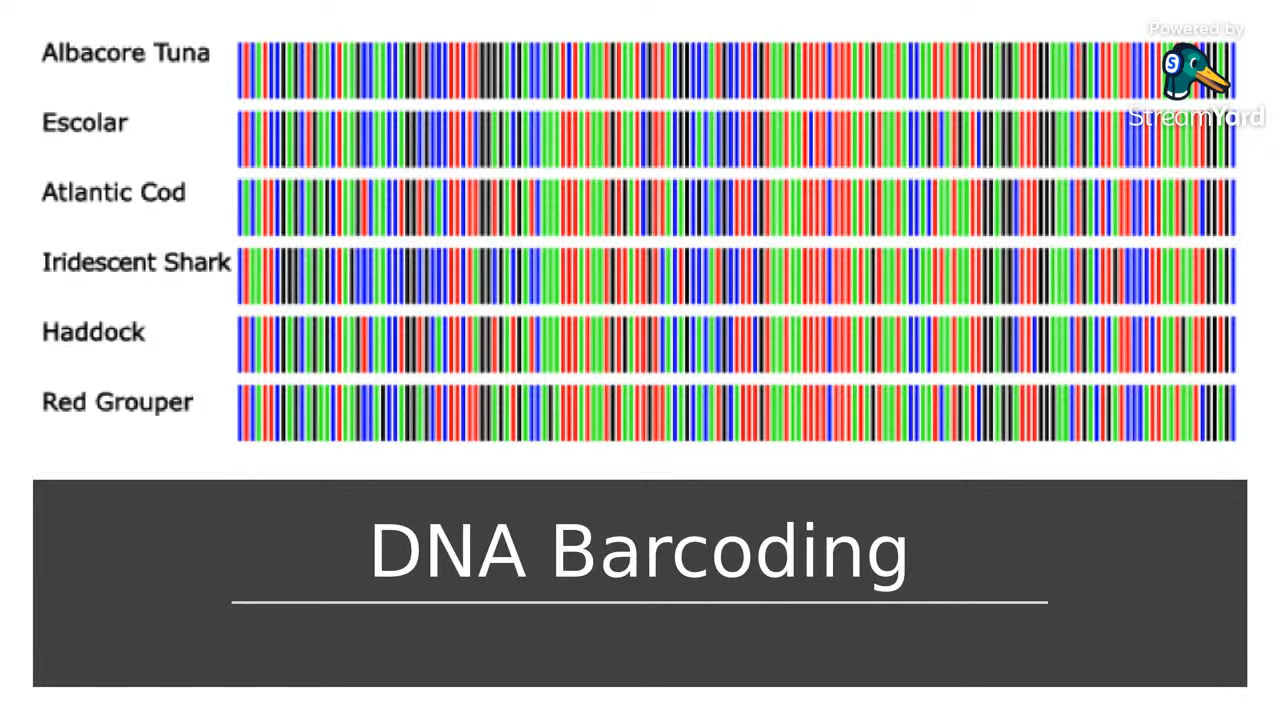 Powered by
Albacore Tuna
S
StreamYard
Escolar
Atlantic Cod
Iridescent Shark
Haddock
Red Grouper
DNA Barcoding